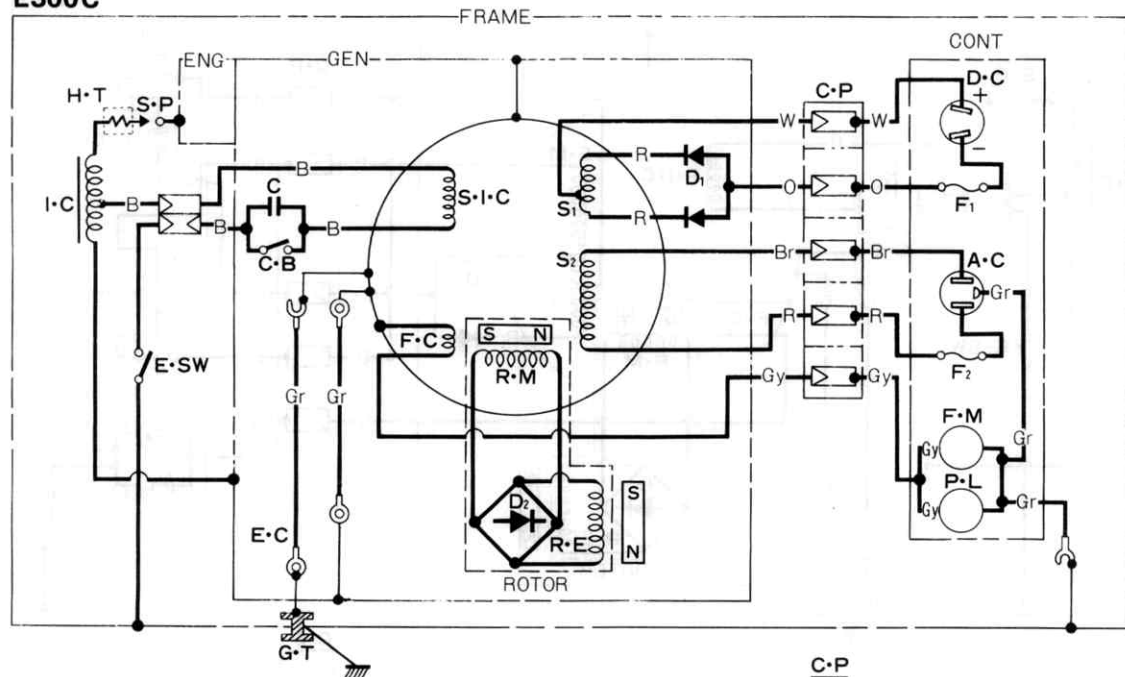 FRAME
ENG GEN CONT
H·T S·P C·P D·C
+
W W
B R D₁ −
I·C B C S·I·C S₁ O O F₁
B B R
C·B S₂ Br Br A·C
Gr
S N R R
F·C F₂
E·SW R·M Gy Gy
Gr Gr F·M
Gy Gr
P·L
D₂ S Gy Gr
E·C R·E N
ROTOR
G·T
C·P